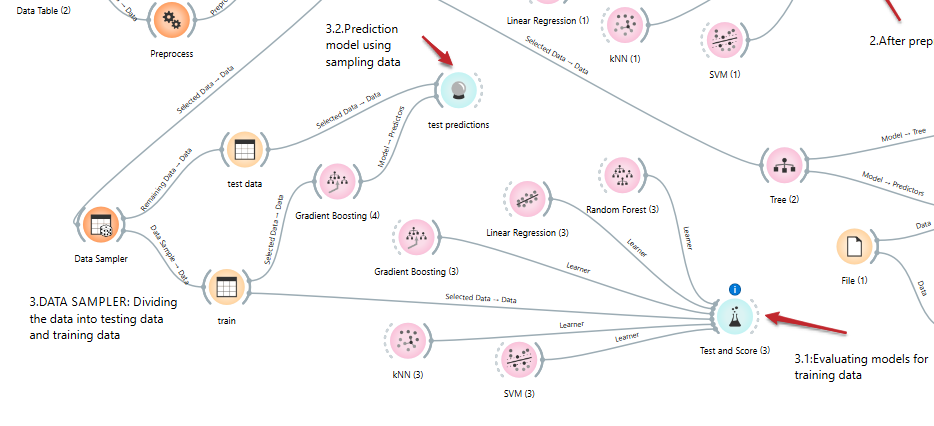 Data Table (2)
Data
Prepr
Preprocess
3.2.Prediction
model using
sampling data
Linear Regression (1)
kNN (1)
SVM (1)
2.After prep
Selected Data → Data
Selected Data → Data
Selected Data → Data
test predictions
Model → Predictors
Remaining Data → Data
test data
Gradient Boosting (4)
Model → Tree
Model → Predictors
Tree (2)
Random Forest (3)
Linear Regression (3)
Data Sampler
Data Sample → Data
Selected Data → Data
Gradient Boosting (3)
Learner
Learner
Learner
Data
File (1)
Data
3.DATA SAMPLER: Dividing
the data into testing data
and training data
train
Selected Data → Data
Learner
Learner
Test and Score (3)
kNN (3)
SVM (3)
3.1:Evaluating models for
training data